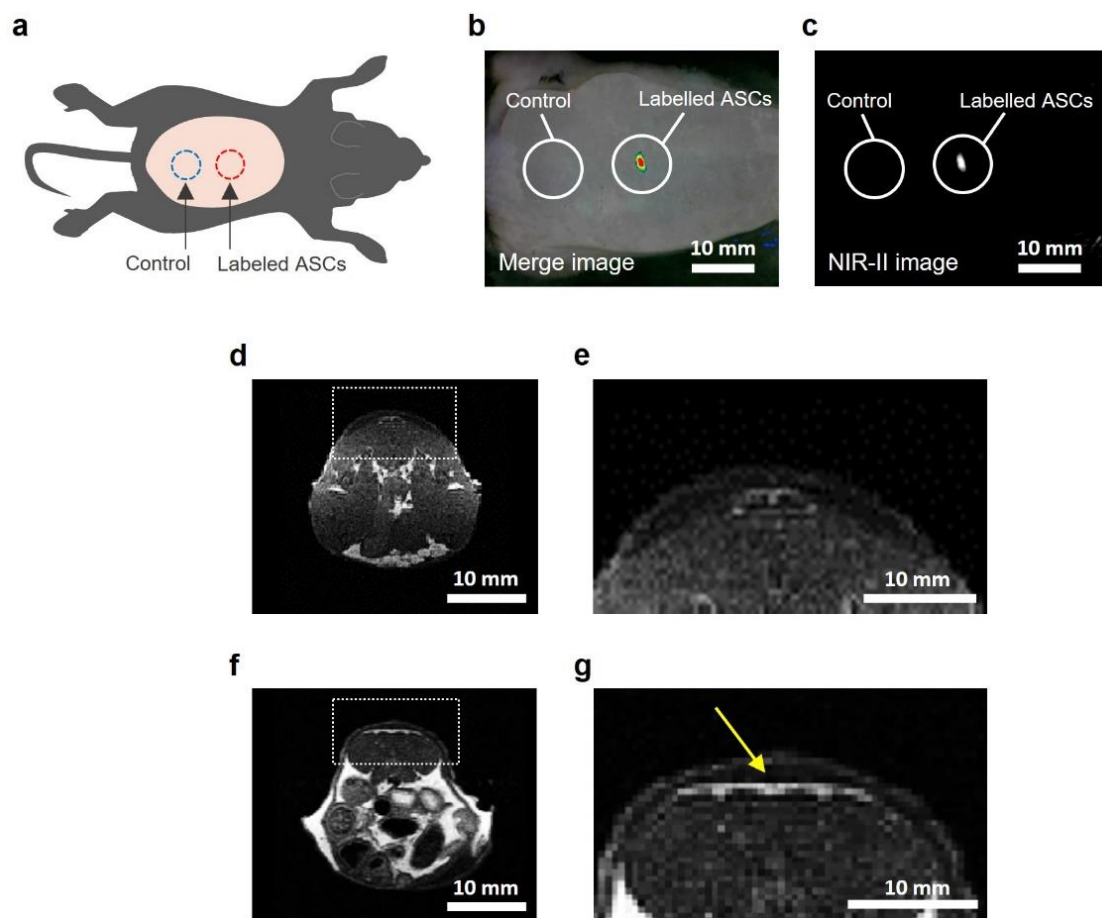 a
Control
Labeled ASCs
b
Control
Labelled ASCs
Merge image
10 mm
c
Control
Labelled ASCs
NIR-II image
10 mm
d
10 mm
e
10 mm
f
10 mm
g
10 mm